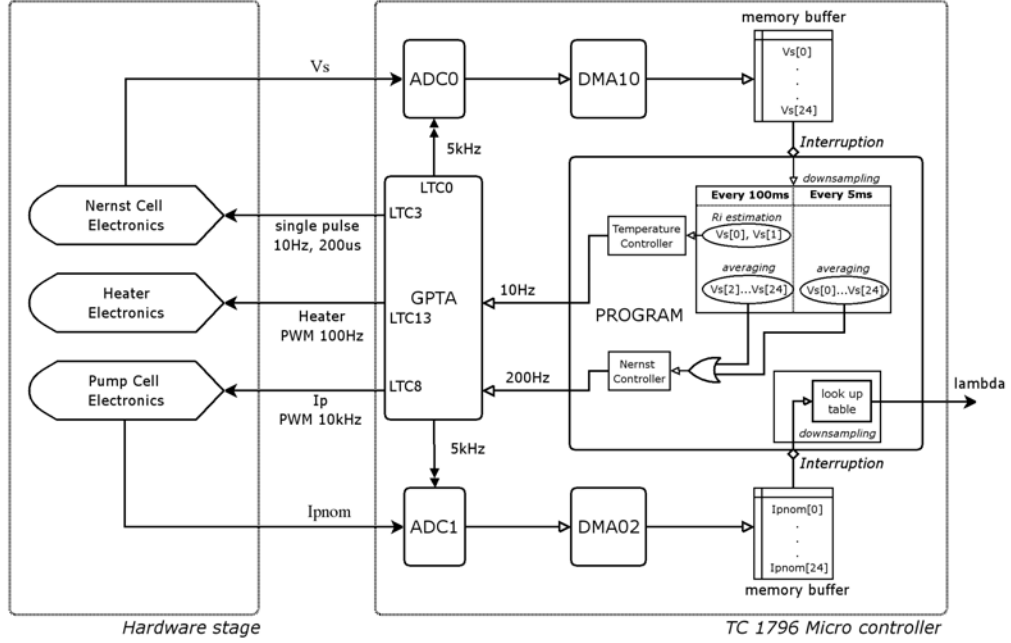 memory buffer
Vs
ADC0
DMA10
Vs[0]
.
.
.
Vs[24]
5kHz
Interruption
LTC0
downsampling
Every 100ms
Every 5ms
Nernst Cell
Electronics
LTC3
single pulse
10Hz, 200us
Temperature
Controller
Ri estimation
Vs[0], Vs[1]
averaging
Vs[2]...Vs[24]
averaging
Vs[0]...Vs[24]
Heater
Electronics
GPTA
LTC13
10Hz
PROGRAM
Heater
PWM 100Hz
Pump Cell
Electronics
LTC8
200Hz
Nernst
Controller
Ip
PWM 10kHz
look up
table
lambda
downsampling
5kHz
Interruption
Ipnom
ADC1
DMA02
Ipnom[0]
.
.
.
Ipnom[24]
memory buffer
Hardware stage
TC 1796 Micro controller